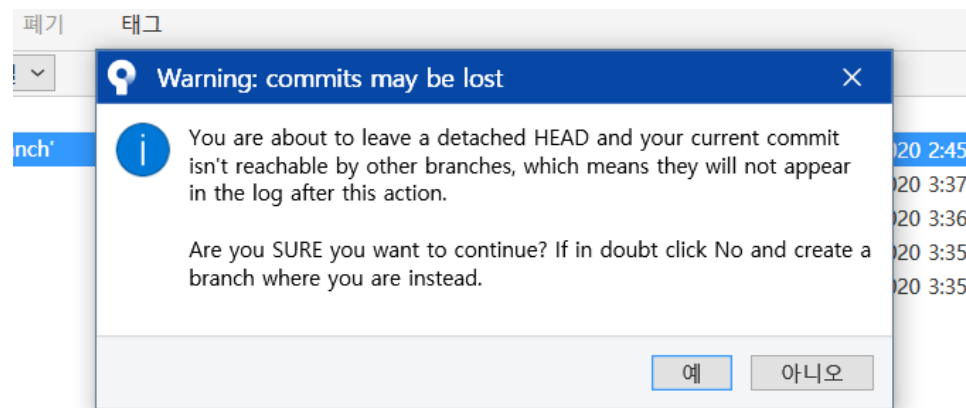 폐기 태그
Warning: commits may be lost
nch'
You are about to leave a detached HEAD and your current commit
isn't reachable by other branches, which means they will not appear
in the log after this action.
Are you SURE you want to continue? If in doubt click No and create a
branch where you are instead.
020 2:45
020 3:37
020 3:36
020 3:35
020 3:35
예 아니오